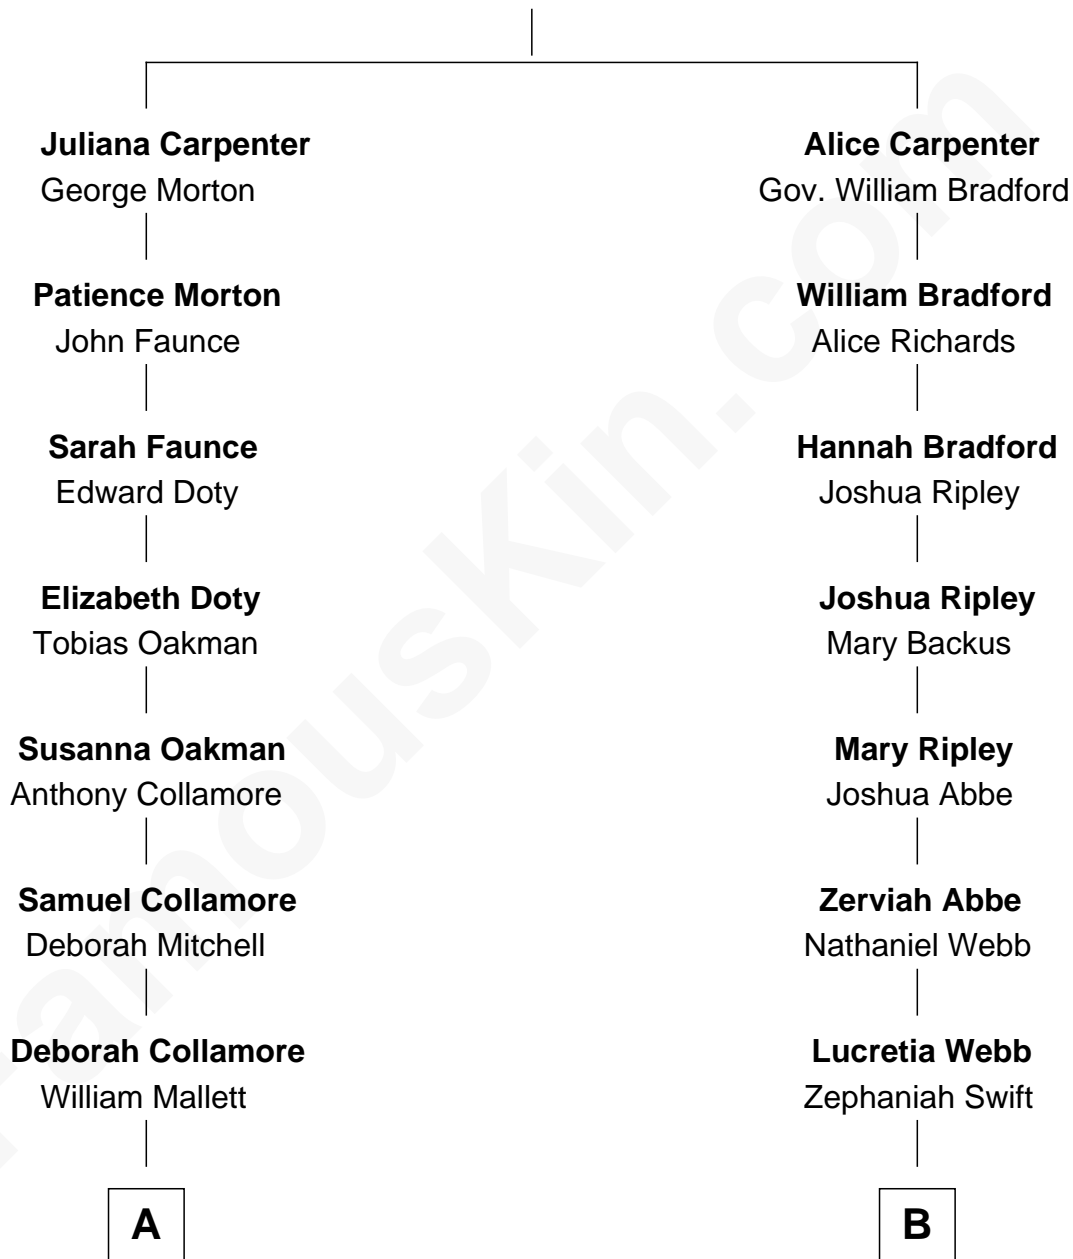 Juliana Carpenter
George Morton
Patience Morton
John Faunce
Sarah Faunce
Edward Doty
Elizabeth Doty
Tobias Oakman
Susanna Oakman
Anthony Collamore
Samuel Collamore
Deborah Mitchell
Deborah Collamore
William Mallett
A
Alice Carpenter
Gov. William Bradford
William Bradford
Alice Richards
Hannah Bradford
Joshua Ripley
Joshua Ripley
Mary Backus
Mary Ripley
Joshua Abbe
Zerviah Abbe
Nathaniel Webb
Lucretia Webb
Zephaniah Swift
B
FamousKin.com